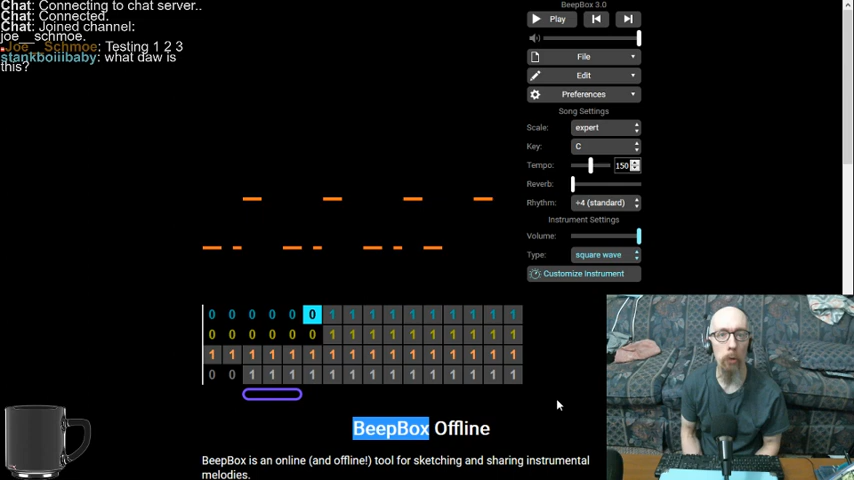 Chat: Connecting to chat server..
Chat: Connected.
Chat: Joined channel:
joe__schmoe.
Joe__Schmoe: Testing 1 2 3
stankboiiibaby: what daw is
this?
BeepBox 3.0
Play
File
Edit
Preferences
Song Settings
Scale: expert
Key: C
Tempo: 150
Reverb:
Rhythm: ÷4 (standard)
Instrument Settings
Volume:
Type: square wave
Customize Instrument
0 0 0 0 0 0 1 1 1 1 1 1 1 1 1 1
0 0 0 0 0 0 1 1 1 1 1 1 1 1 1 1
1 1 1 1 1 1 1 1 1 1 1 1 1 1 1 1
0 0 1 1 1 1 1 1 1 1 1 1 1 1 1 1
BeepBox Offline
BeepBox is an online (and offline!) tool for sketching and sharing instrumental
melodies.